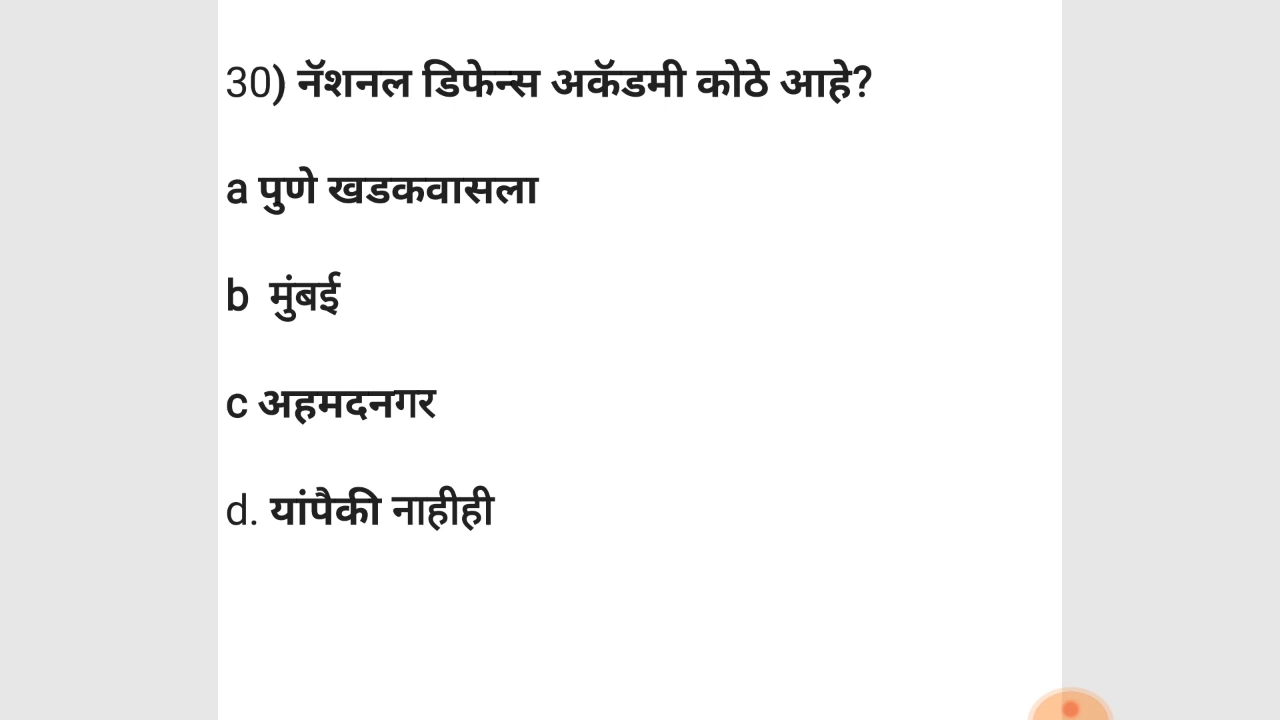 30) नॅशनल डिफेन्स अकॅडमी कोठे आहे?
a पुणे खडकवासला
b मुंबई
c अहमदनगर
d. यांपैकी नाहीही